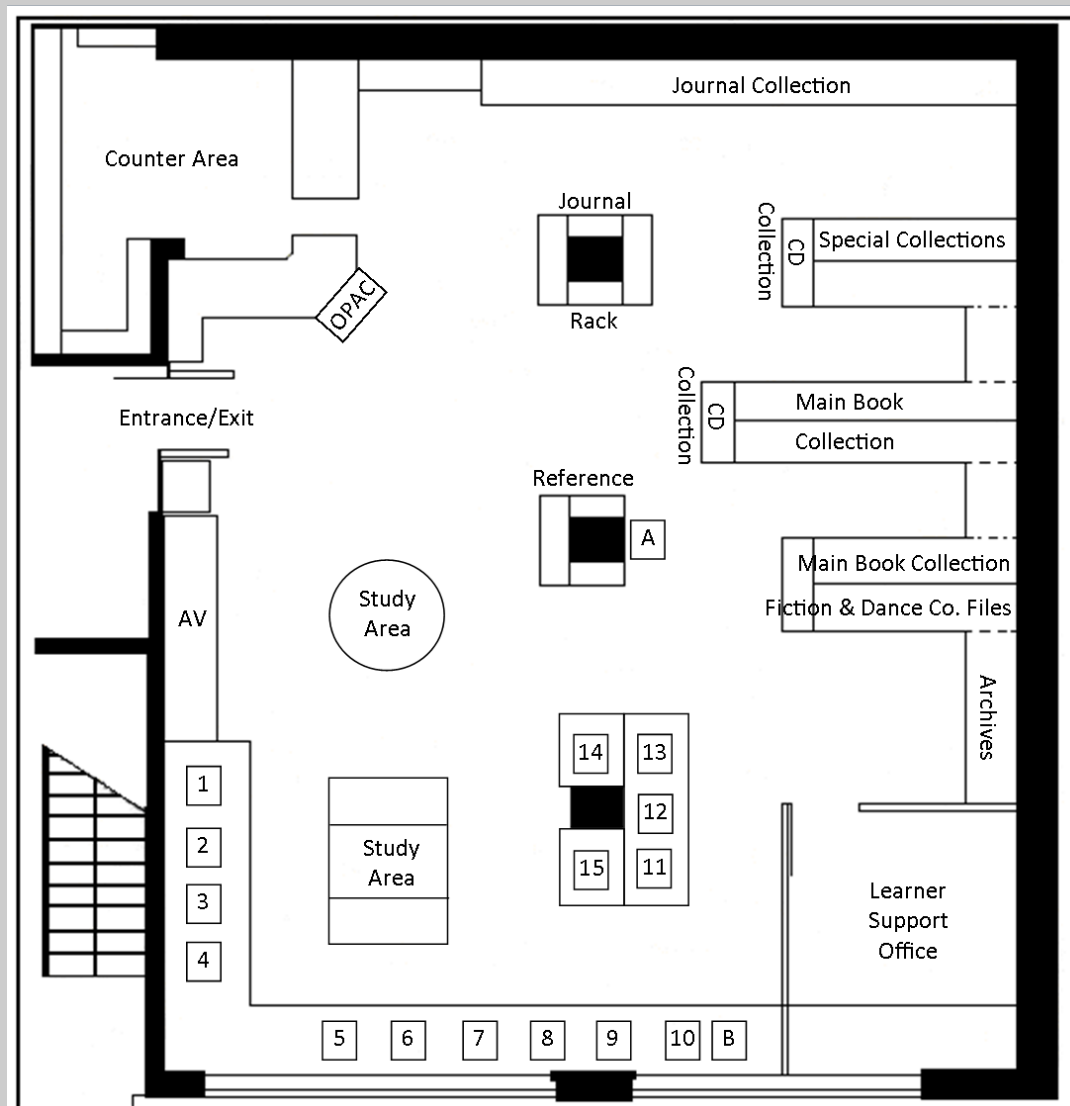 Journal Collection
Counter Area
Journal
Rack
Collection
CD
Special Collections
OPAC
Entrance/Exit
Collection
CD
Main Book
Collection
Reference
A
Main Book Collection
Fiction & Dance Co. Files
Study
Area
AV
Archives
1
2
3
4
Study
Area
14
13
12
15
11
Learner
Support
Office
5
6
7
8
9
10
B